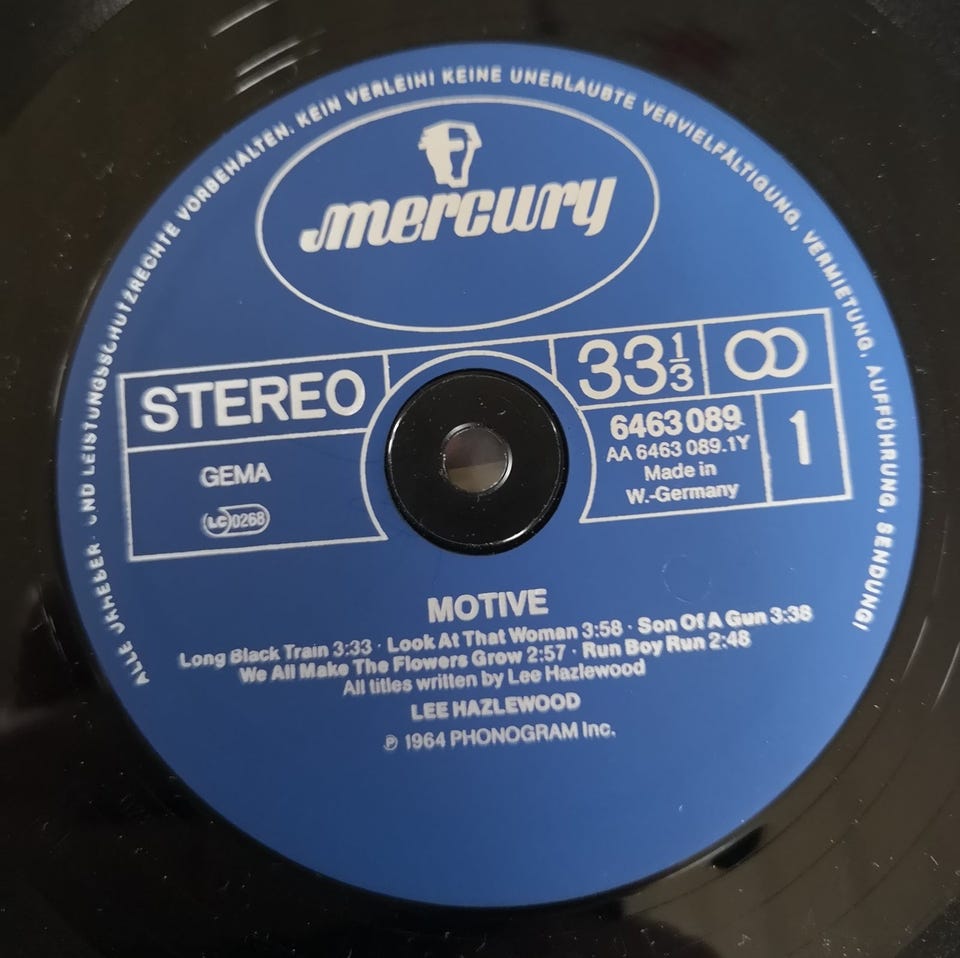 ALLE URHEBER- UND LEISTUNGSSCHUTZRECHTE VORBEHALTEN. KEIN VERLEIH! KEINE UNERLAUBTE VERVIELFÄLTIGUNG, VERMIETUNG, AUFFÜHRUNG, SENDUNG!
mercury
STEREO
33 1/3
GEMA
LC 0268
6463 089
AA 6463 089.1Y
Made in
W.-Germany
1
MOTIVE
Long Black Train 3:33 · Look At That Woman 3:58 · Son Of A Gun 3:38
We All Make The Flowers Grow 2:57 · Run Boy Run 2:48
All titles written by Lee Hazlewood
LEE HAZLEWOOD
℗ 1964 PHONOGRAM Inc.